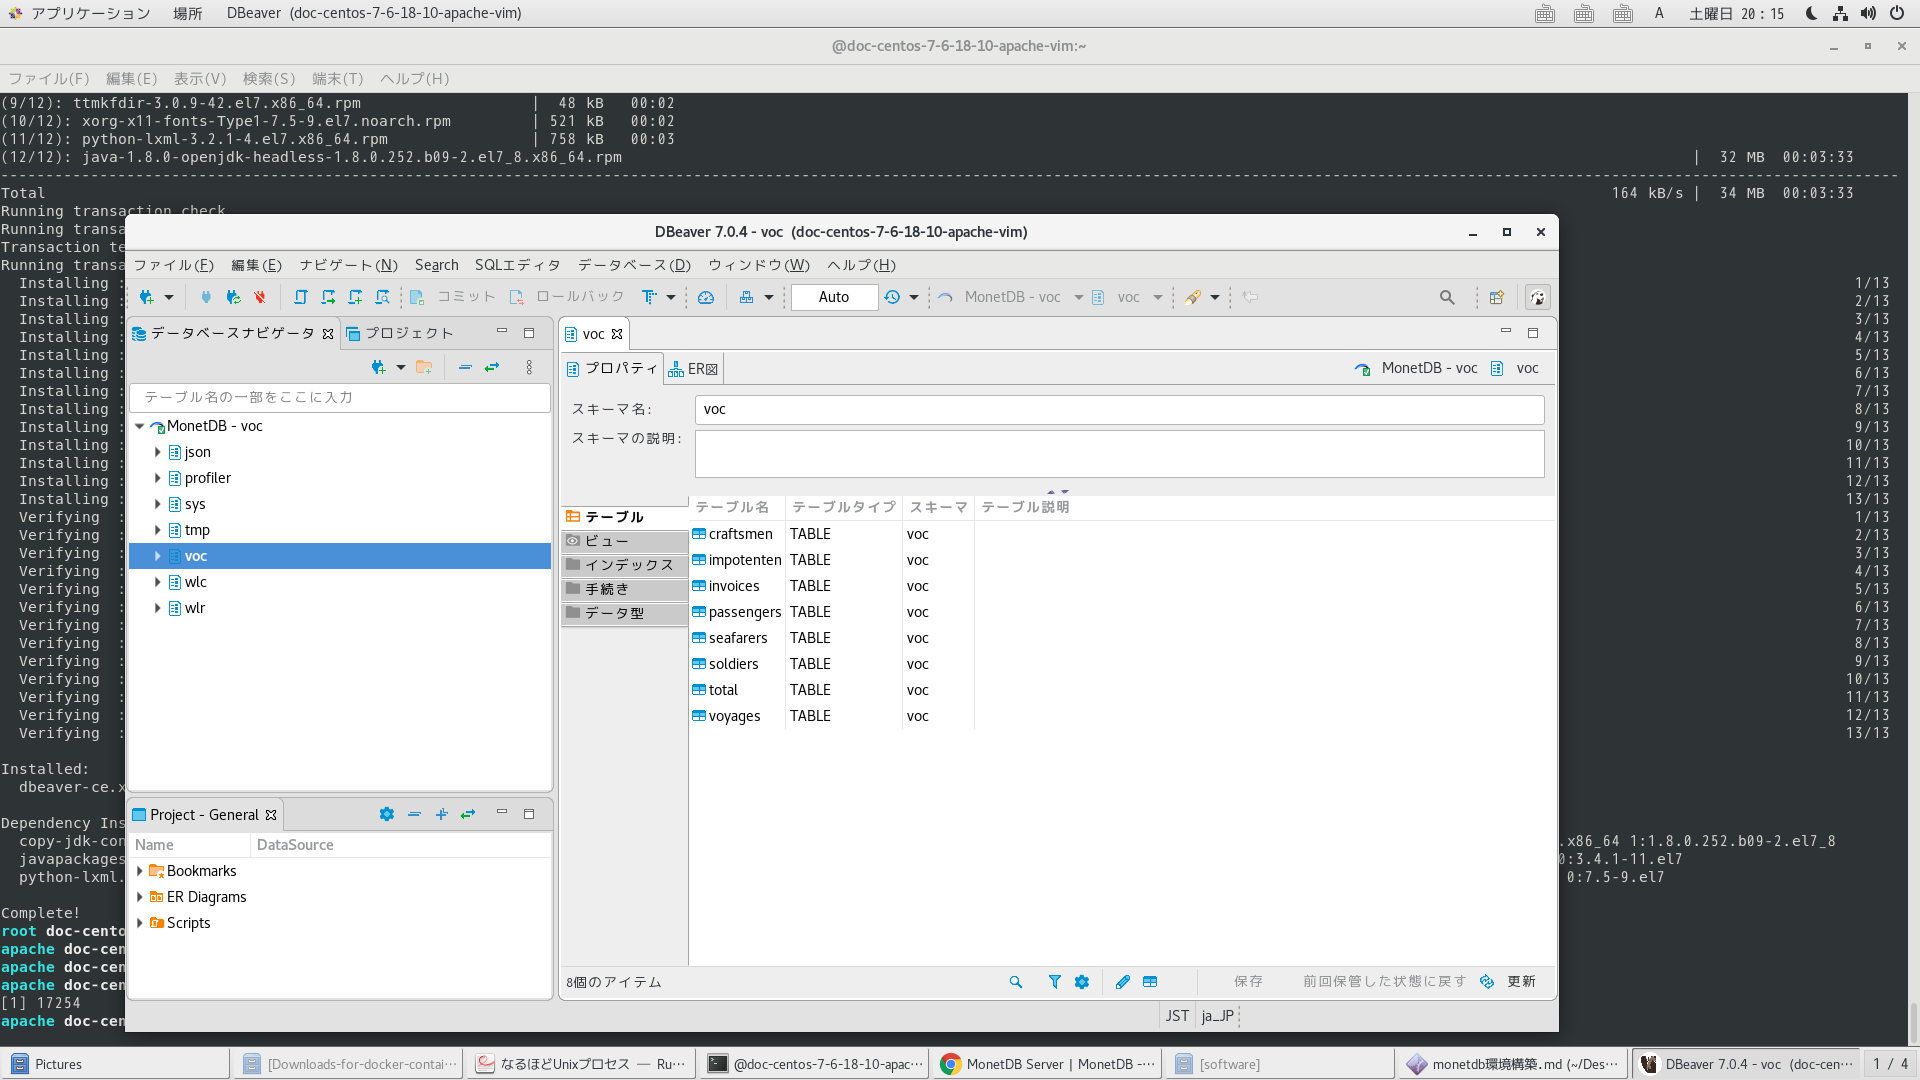 アプリケーション 場所 DBeaver (doc-centos-7-6-18-10-apache-vim) A 土曜日 20：15
@doc-centos-7-6-18-10-apache-vim:~
ファイル(F) 編集(E) 表示(V) 検索(S) 端末(T) ヘルプ(H)
(9/12): ttmkfdir-3.0.9-42.el7.x86_64.rpm | 48 kB 00:02
(10/12): xorg-x11-fonts-Type1-7.5-9.el7.noarch.rpm | 521 kB 00:02
(11/12): python-lxml-3.2.1-4.el7.x86_64.rpm | 758 kB 00:03
(12/12): java-1.8.0-openjdk-headless-1.8.0.252.b09-2.el7_8.x86_64.rpm | 32 MB 00:03:33
Total 164 kB/s | 34 MB 00:03:33
Running transaction check
Running transa
Transaction te
Running transa
Installing : 1/13
Installing : 2/13
Installing : 3/13
Installing : 4/13
Installing : 5/13
Installing : 6/13
Installing : 7/13
Installing : 8/13
Installing : 9/13
Installing : 10/13
Installing : 11/13
Installing : 12/13
Installing : 13/13
Verifying : 1/13
Verifying : 2/13
Verifying : 3/13
Verifying : 4/13
Verifying : 5/13
Verifying : 6/13
Verifying : 7/13
Verifying : 8/13
Verifying : 9/13
Verifying : 10/13
Verifying : 11/13
Verifying : 12/13
Verifying : 13/13
Installed:
dbeaver-ce.x
Dependency Ins
copy-jdk-con .x86_64 1:1.8.0.252.b09-2.el7_8
javapackages 0:3.4.1-11.el7
python-lxml. 0:7.5-9.el7
Complete!
root doc-cento
apache doc-cen
apache doc-cen
apache doc-cen
[1] 17254
apache doc-cen
DBeaver 7.0.4 - voc (doc-centos-7-6-18-10-apache-vim)
ファイル(F) 編集(E) ナビゲート(N) Search SQLエディタ データベース(D) ウィンドウ(W) ヘルプ(H)
コミット ロールバック Auto MonetDB - voc voc
データベースナビゲータ プロジェクト
テーブル名の一部をここに入力
MonetDB - voc
json
profiler
sys
tmp
voc
wlc
wlr
Project - General
Name DataSource
Bookmarks
ER Diagrams
Scripts
voc
プロパティ ER図 MonetDB - voc voc
スキーマ名: voc
スキーマの説明:
テーブル
ビュー
インデックス
手続き
データ型
テーブル名 テーブルタイプ スキーマ テーブル説明
craftsmen TABLE voc
impotenten TABLE voc
invoices TABLE voc
passengers TABLE voc
seafarers TABLE voc
soldiers TABLE voc
total TABLE voc
voyages TABLE voc
8個のアイテム 保存 前回保管した状態に戻す 更新
JST ja_JP
Pictures [Downloads-for-docker-contai… なるほどUnixプロセス — Ru… @doc-centos-7-6-18-10-apac… MonetDB Server | MonetDB -… [software] monetdb環境構築.md (~/Des… DBeaver 7.0.4 - voc (doc-cen… 1 / 4